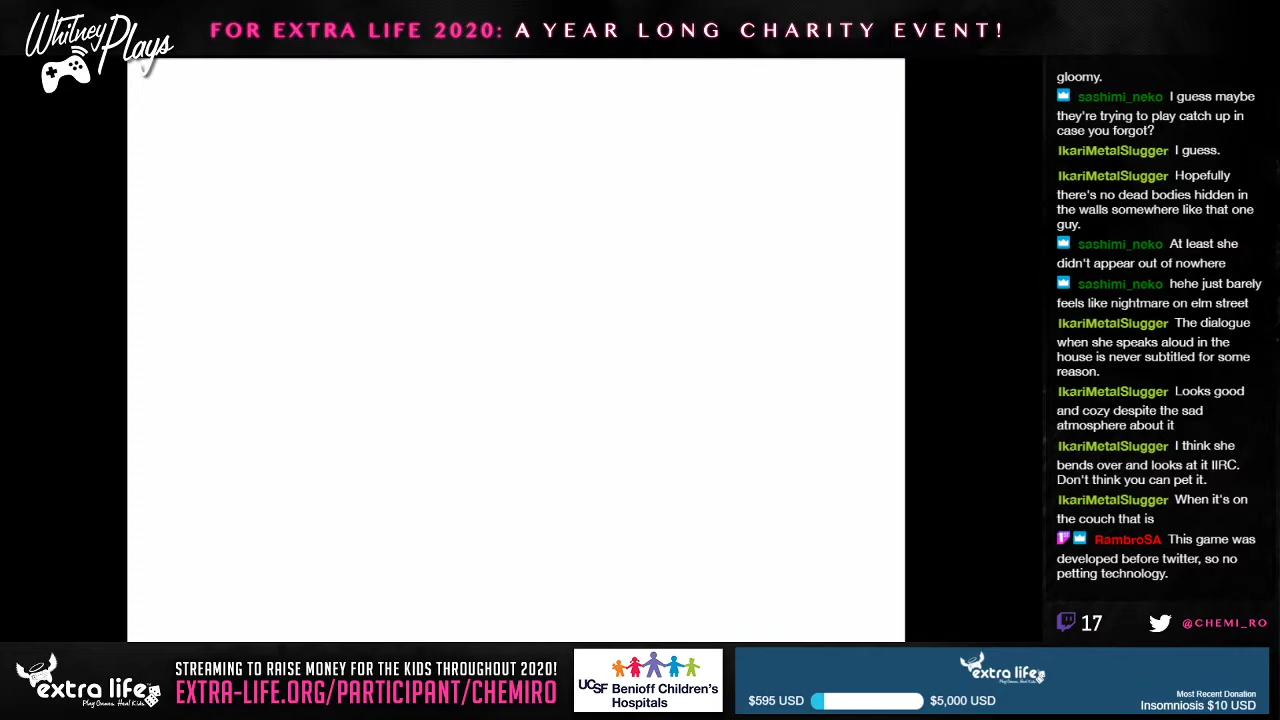 Whitney Plays
FOR EXTRA LIFE 2020: A YEAR LONG CHARITY EVENT!
gloomy.
sashimi_neko I guess maybe
they're trying to play catch up in
case you forgot?
IkariMetalSlugger I guess.
IkariMetalSlugger Hopefully
there's no dead bodies hidden in
the walls somewhere like that one
guy.
sashimi_neko At least she
didn't appear out of nowhere
sashimi_neko hehe just barely
feels like nightmare on elm street
IkariMetalSlugger The dialogue
when she speaks aloud in the
house is never subtitled for some
reason.
IkariMetalSlugger Looks good
and cozy despite the sad
atmosphere about it
IkariMetalSlugger I think she
bends over and looks at it IIRC.
Don't think you can pet it.
IkariMetalSlugger When it's on
the couch that is
RambroSA This game was
developed before twitter, so no
petting technology.
17 @CHEMI_RO
extra life
Play Games. Heal Kids.
STREAMING TO RAISE MONEY FOR THE KIDS THROUGHOUT 2020!
EXTRA-LIFE.ORG/PARTICIPANT/CHEMIRO
UCSF Benioff Children's
Hospitals
extra life
Play Games. Heal Kids.
$595 USD $5,000 USD
Most Recent Donation
Insomniosis $10 USD